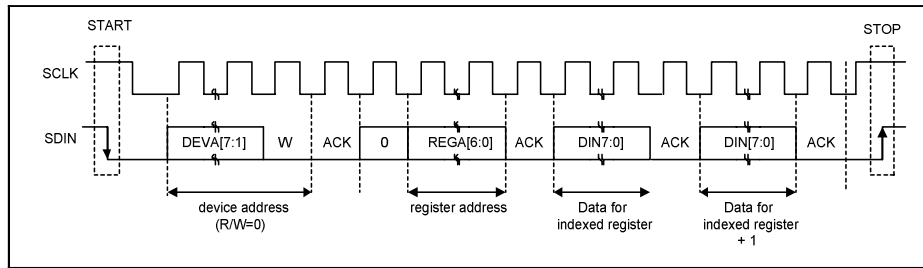 START
STOP
SCLK
SDIN
DEVA[7:1] W ACK 0 REGA[6:0] ACK DIN7:0] ACK DIN[7:0] ACK
device address
(R/W=0)
register address
Data for
indexed register
Data for
indexed register
+ 1